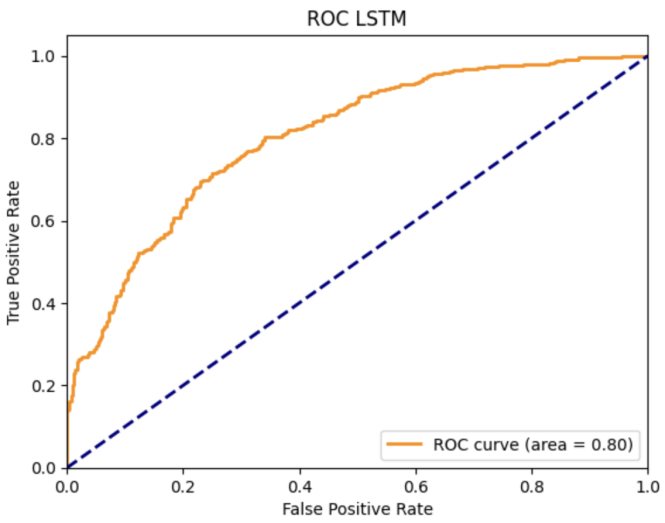 ROC LSTM
1.0
0.8
0.6
0.4
0.2
0.0
True Positive Rate
ROC curve (area = 0.80)
0.0 0.2 0.4 0.6 0.8 1.0
False Positive Rate